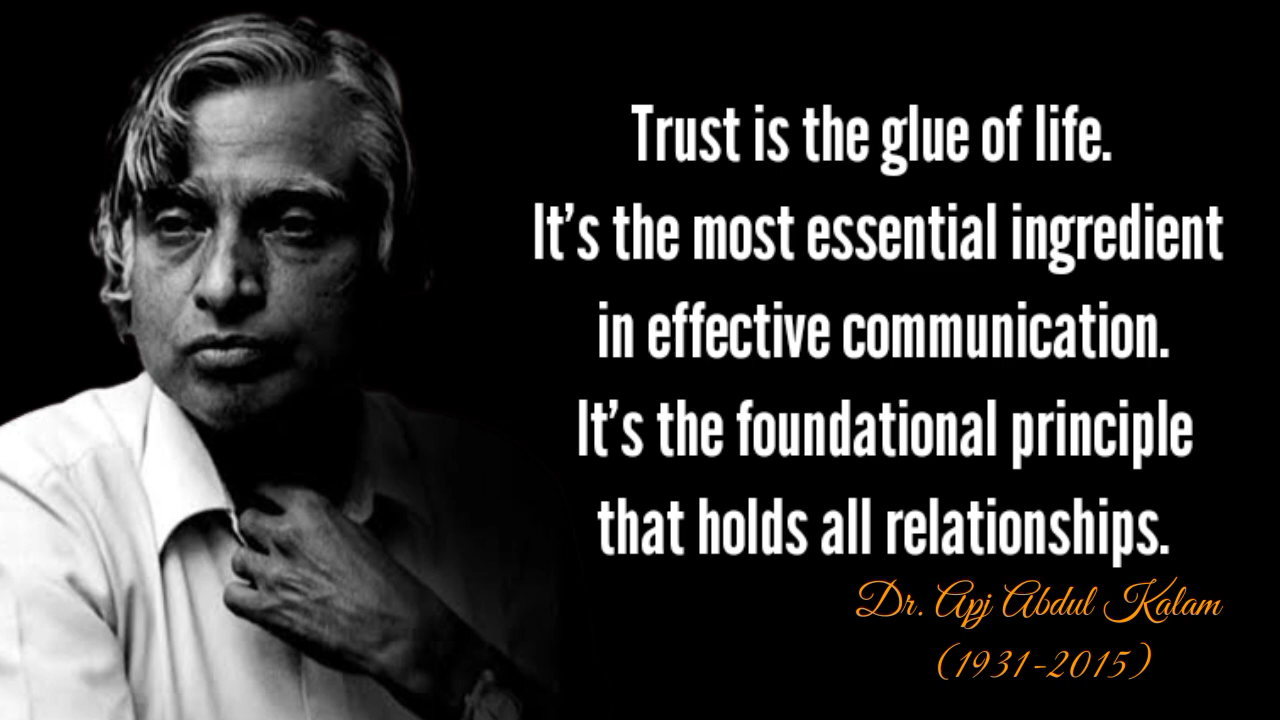 Trust is the glue of life.
It’s the most essential ingredient
in effective communication.
It’s the foundational principle
that holds all relationships.
Dr. Apj Abdul Kalam
(1931-2015)